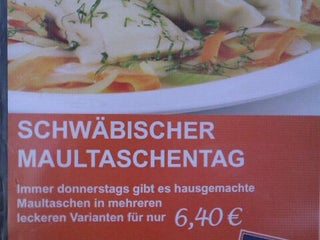 SCHWÄBISCHER
MAULTASCHENTAG
Immer donnerstags gibt es hausgemachte
Maultaschen in mehreren
leckeren Varianten für nur 6,40 €